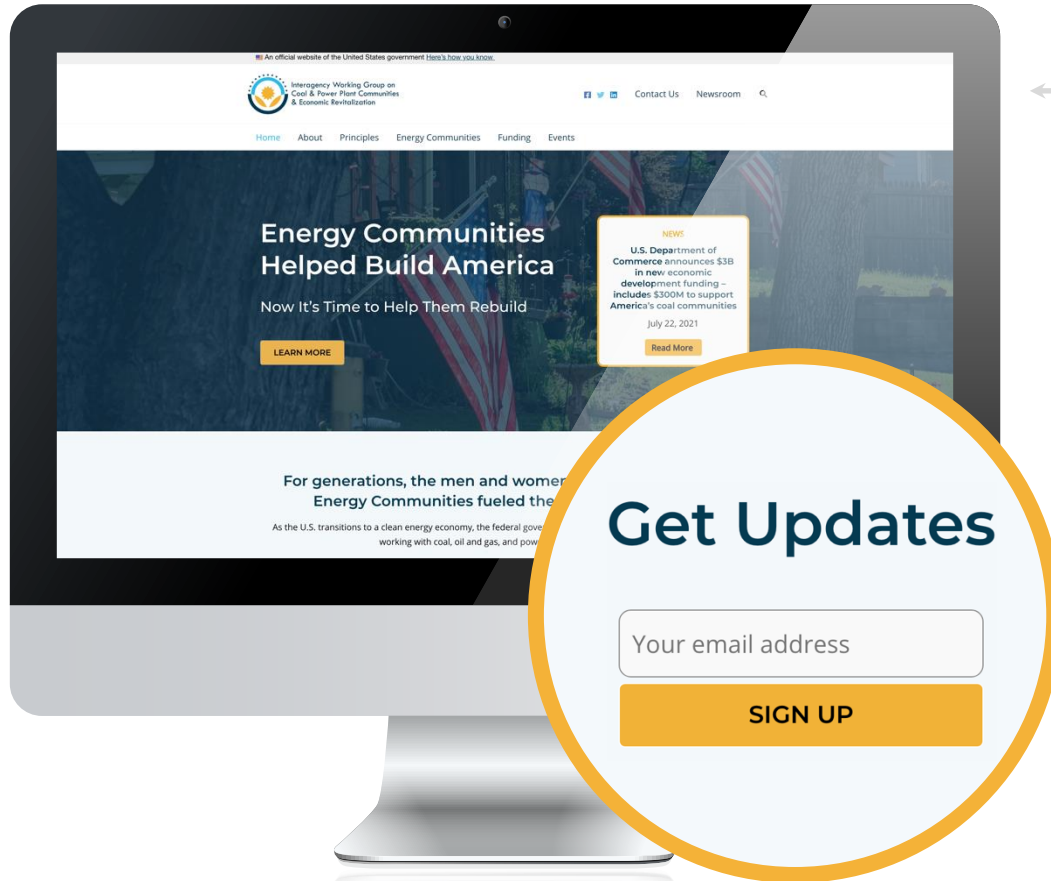 An official website of the United States government Here's how you know.
Interagency Working Group on
Coal & Power Plant Communities
& Economic Revitalization
Contact Us Newsroom
Home About Principles Energy Communities Funding Events
Energy Communities
Helped Build America
Now It's Time to Help Them Rebuild
LEARN MORE
NEWS
U.S. Department of
Commerce announces $3B
in new economic
development funding –
includes $300M to support
America's coal communities
July 22, 2021
Read More
For generations, the men and women
Energy Communities fueled the
As the U.S. transitions to a clean energy economy, the federal gove
working with coal, oil and gas, and pow
Get Updates
Your email address
SIGN UP